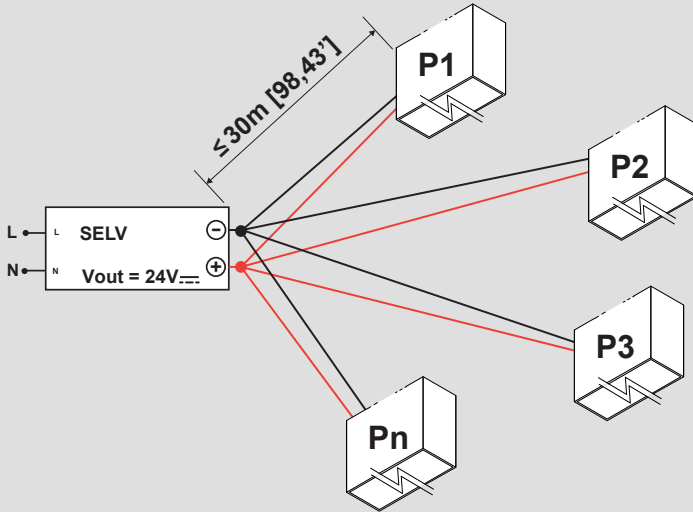 ≤ 30m [98,43’]
P1
P2
L L SELV −
N N Vout = 24V⎓ +
P3
Pn